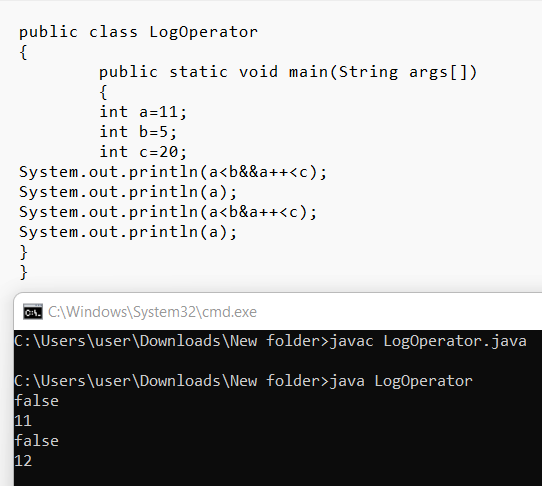 public class LogOperator
{
public static void main(String args[])
{
int a=11;
int b=5;
int c=20;
System.out.println(a<b&&a++<c);
System.out.println(a);
System.out.println(a<b&a++<c);
System.out.println(a);
}
}
C:\Windows\System32\cmd.exe
C:\Users\user\Downloads\New folder>javac LogOperator.java
C:\Users\user\Downloads\New folder>java LogOperator
false
11
false
12